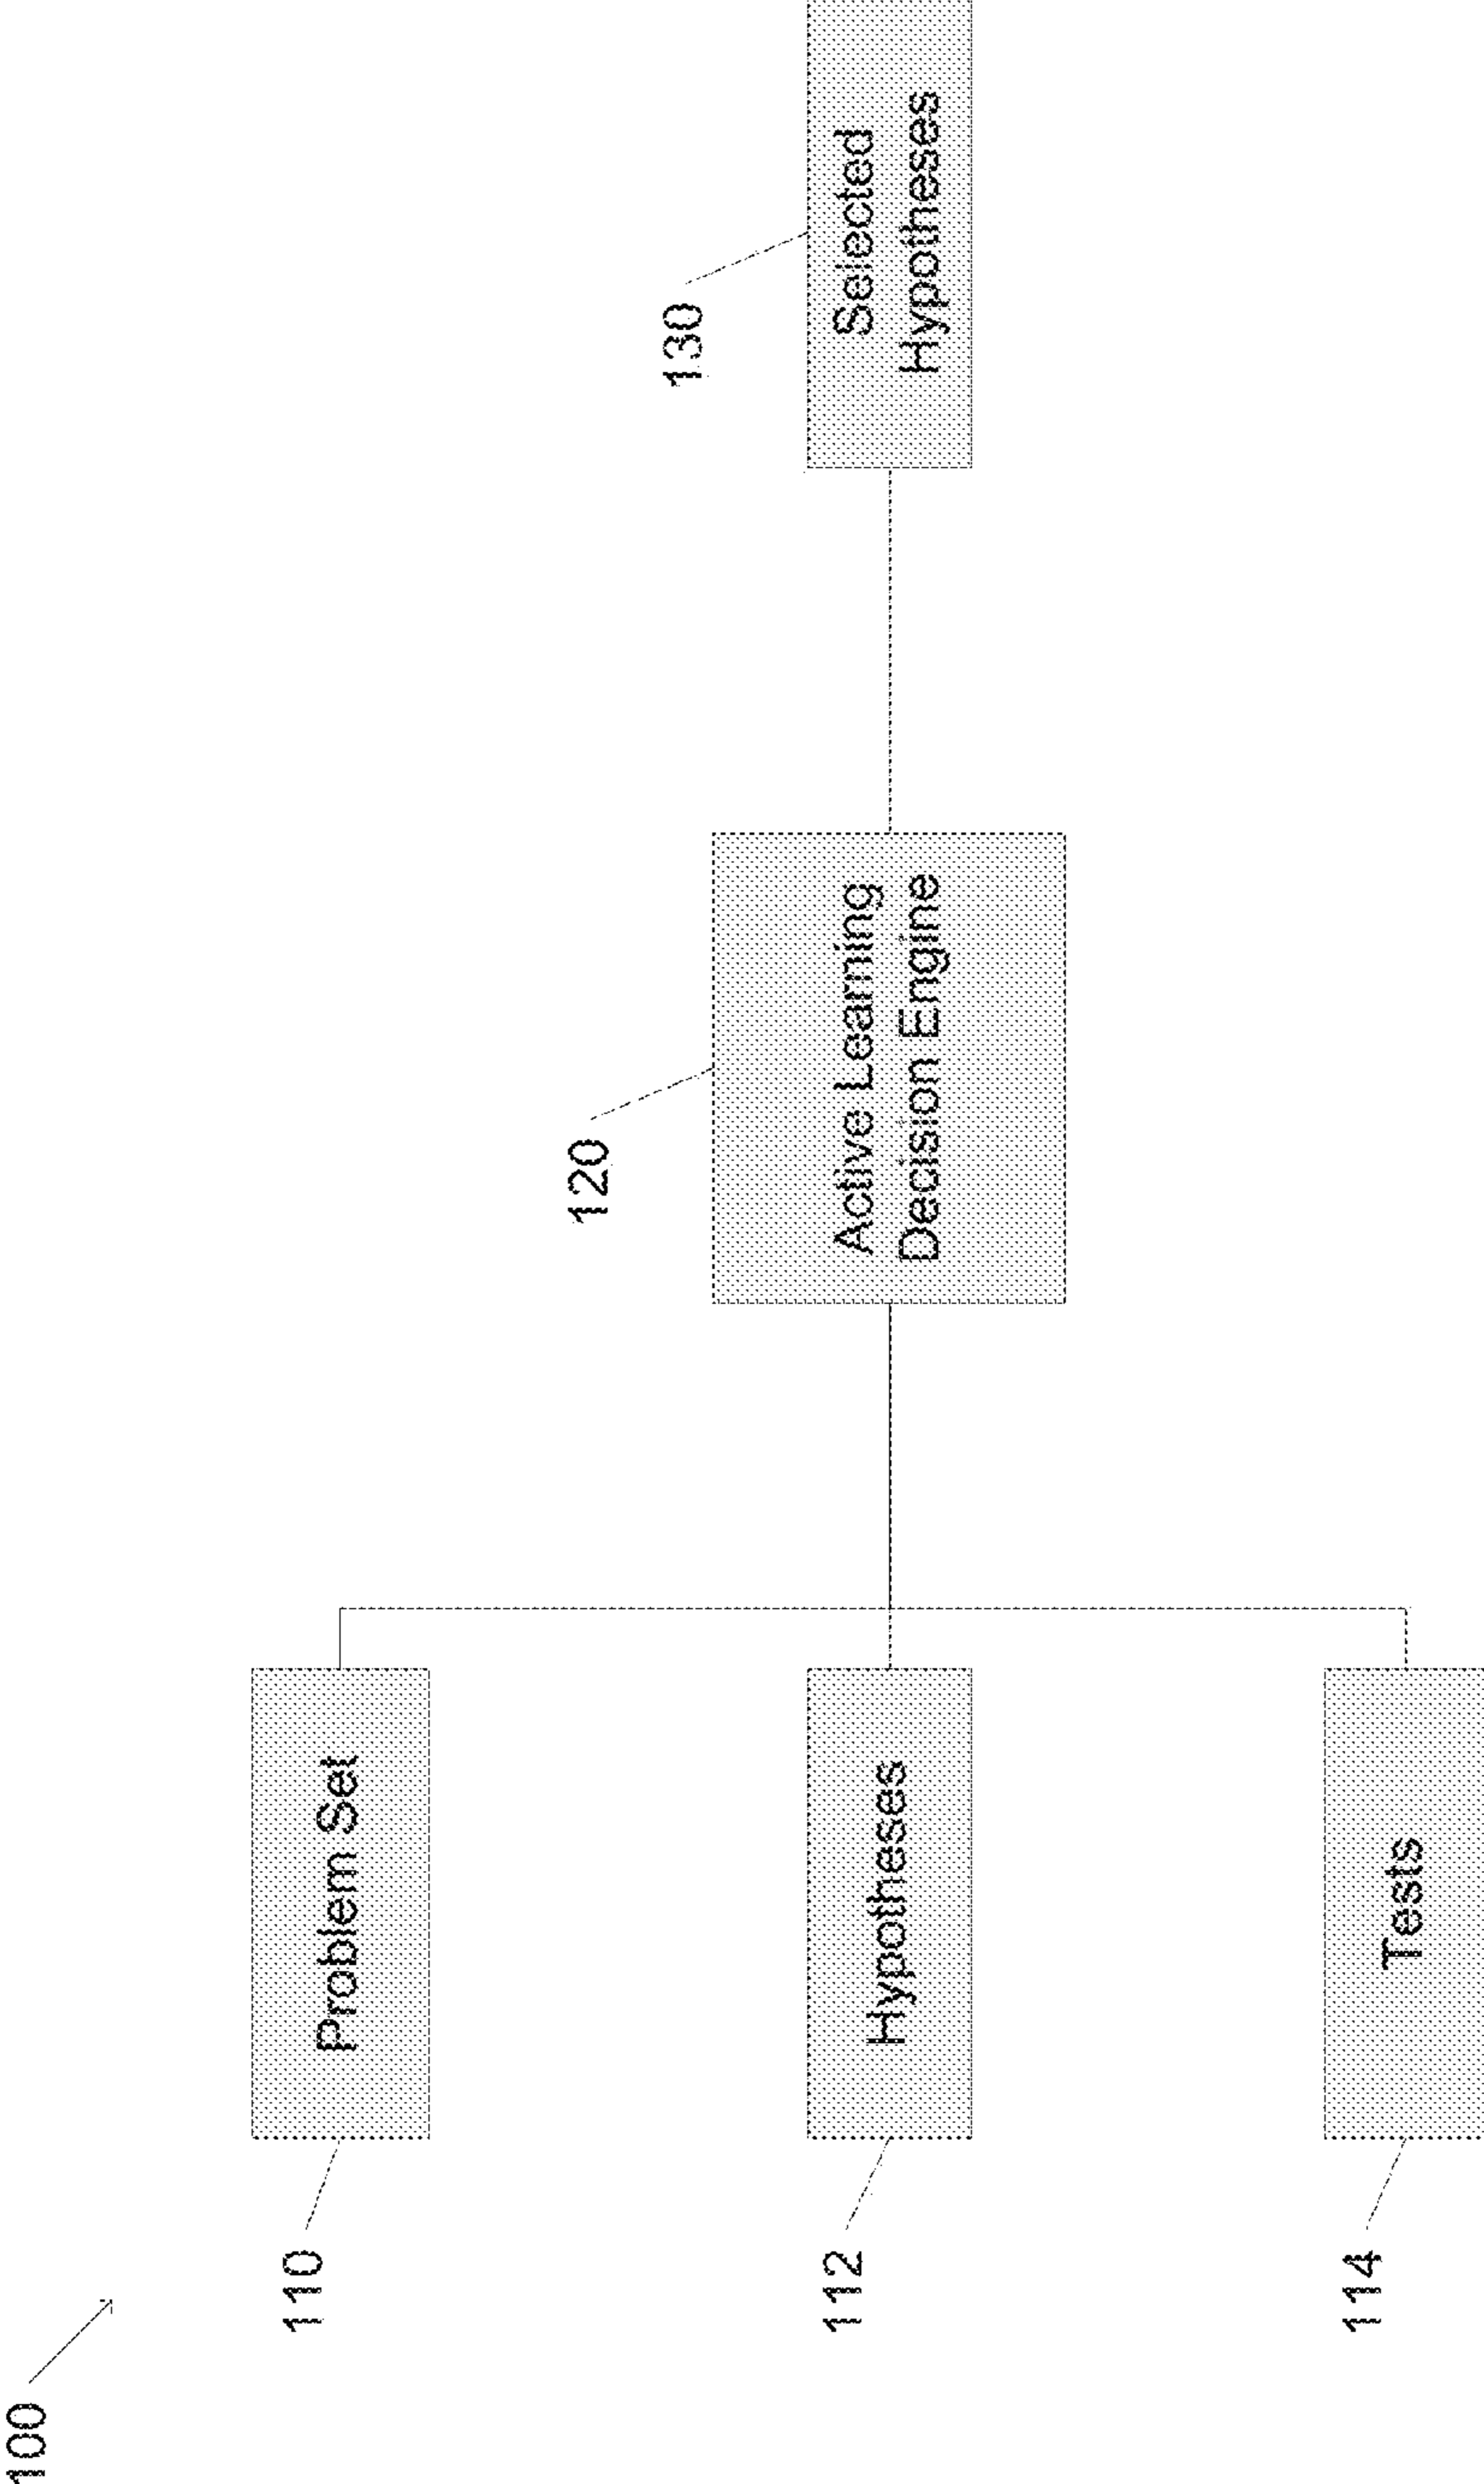 100
110
Problem Set
112
Hypotheses
114
Tests
120
Active Learning
Decision Engine
130
Selected
Hypotheses